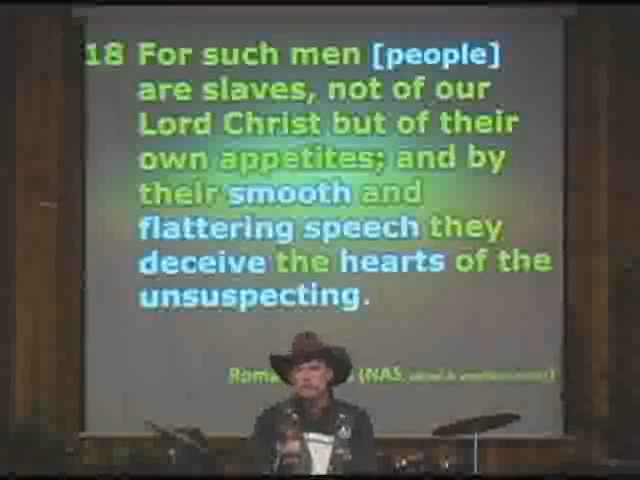 18 For such men [people]
are slaves, not of our
Lord Christ but of their
own appetites; and by
their smooth and
flattering speech they
deceive the hearts of the
unsuspecting.
(NAS